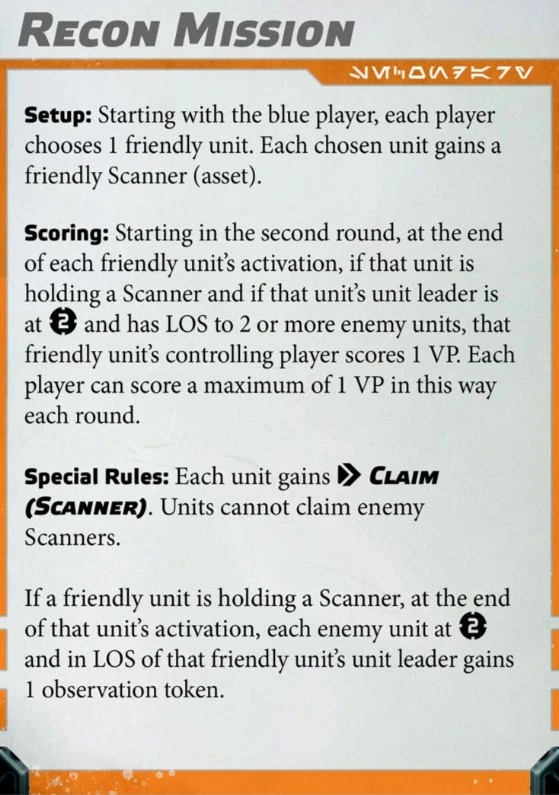 RECON MISSION
Setup: Starting with the blue player, each player
chooses 1 friendly unit. Each chosen unit gains a
friendly Scanner (asset).
Scoring: Starting in the second round, at the end
of each friendly unit's activation, if that unit is
holding a Scanner and if that unit's unit leader is
at 2 and has LOS to 2 or more enemy units, that
friendly unit's controlling player scores 1 VP. Each
player can score a maximum of 1 VP in this way
each round.
Special Rules: Each unit gains CLAIM
(SCANNER). Units cannot claim enemy
Scanners.
If a friendly unit is holding a Scanner, at the end
of that unit's activation, each enemy unit at 2
and in LOS of that friendly unit's unit leader gains
1 observation token.